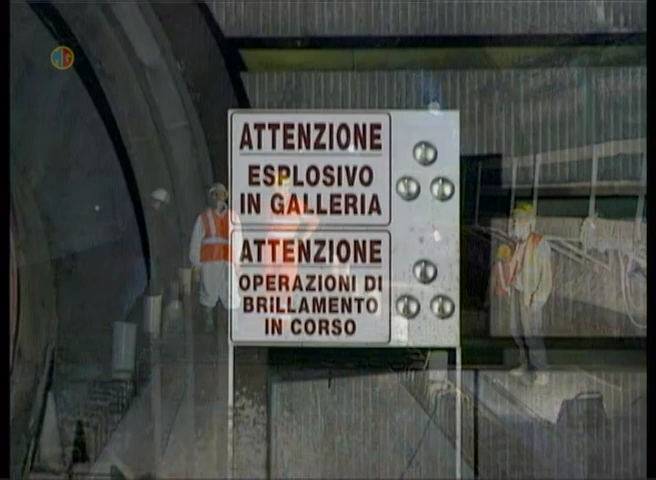 ATTENZIONE
ESPLOSIVO
IN GALLERIA
ATTENZIONE
OPERAZIONI DI
BRILLAMENTO
IN CORSO